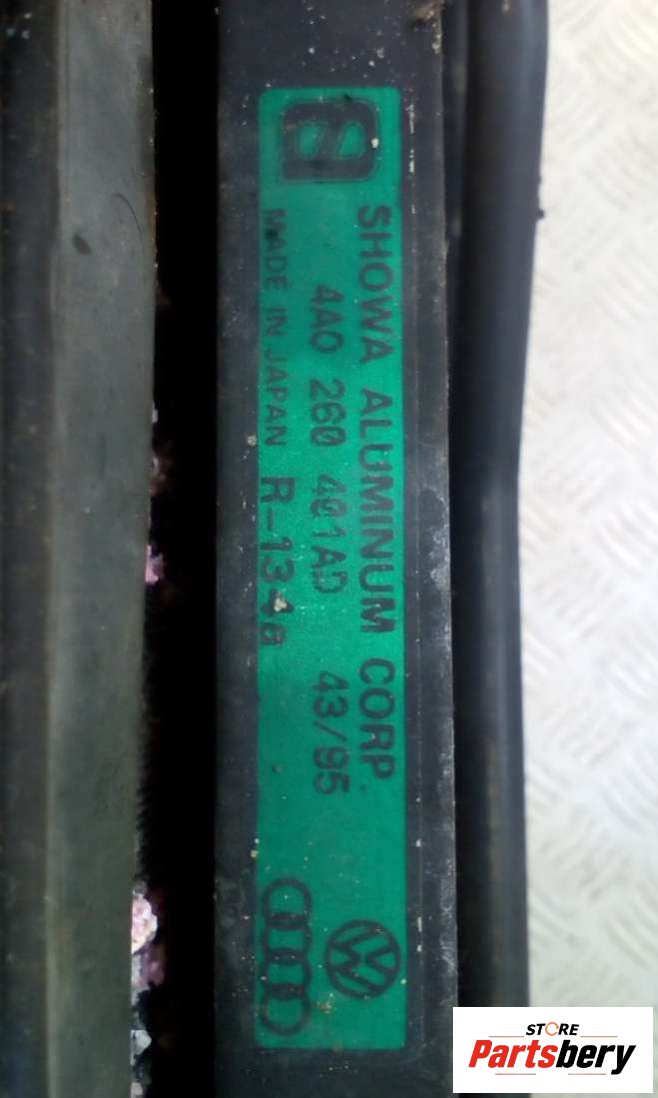 SHOWA ALUMINUM CORP
4A0 260 401AD 43/95
MADE IN JAPAN R-134a
STORE
Partsbery